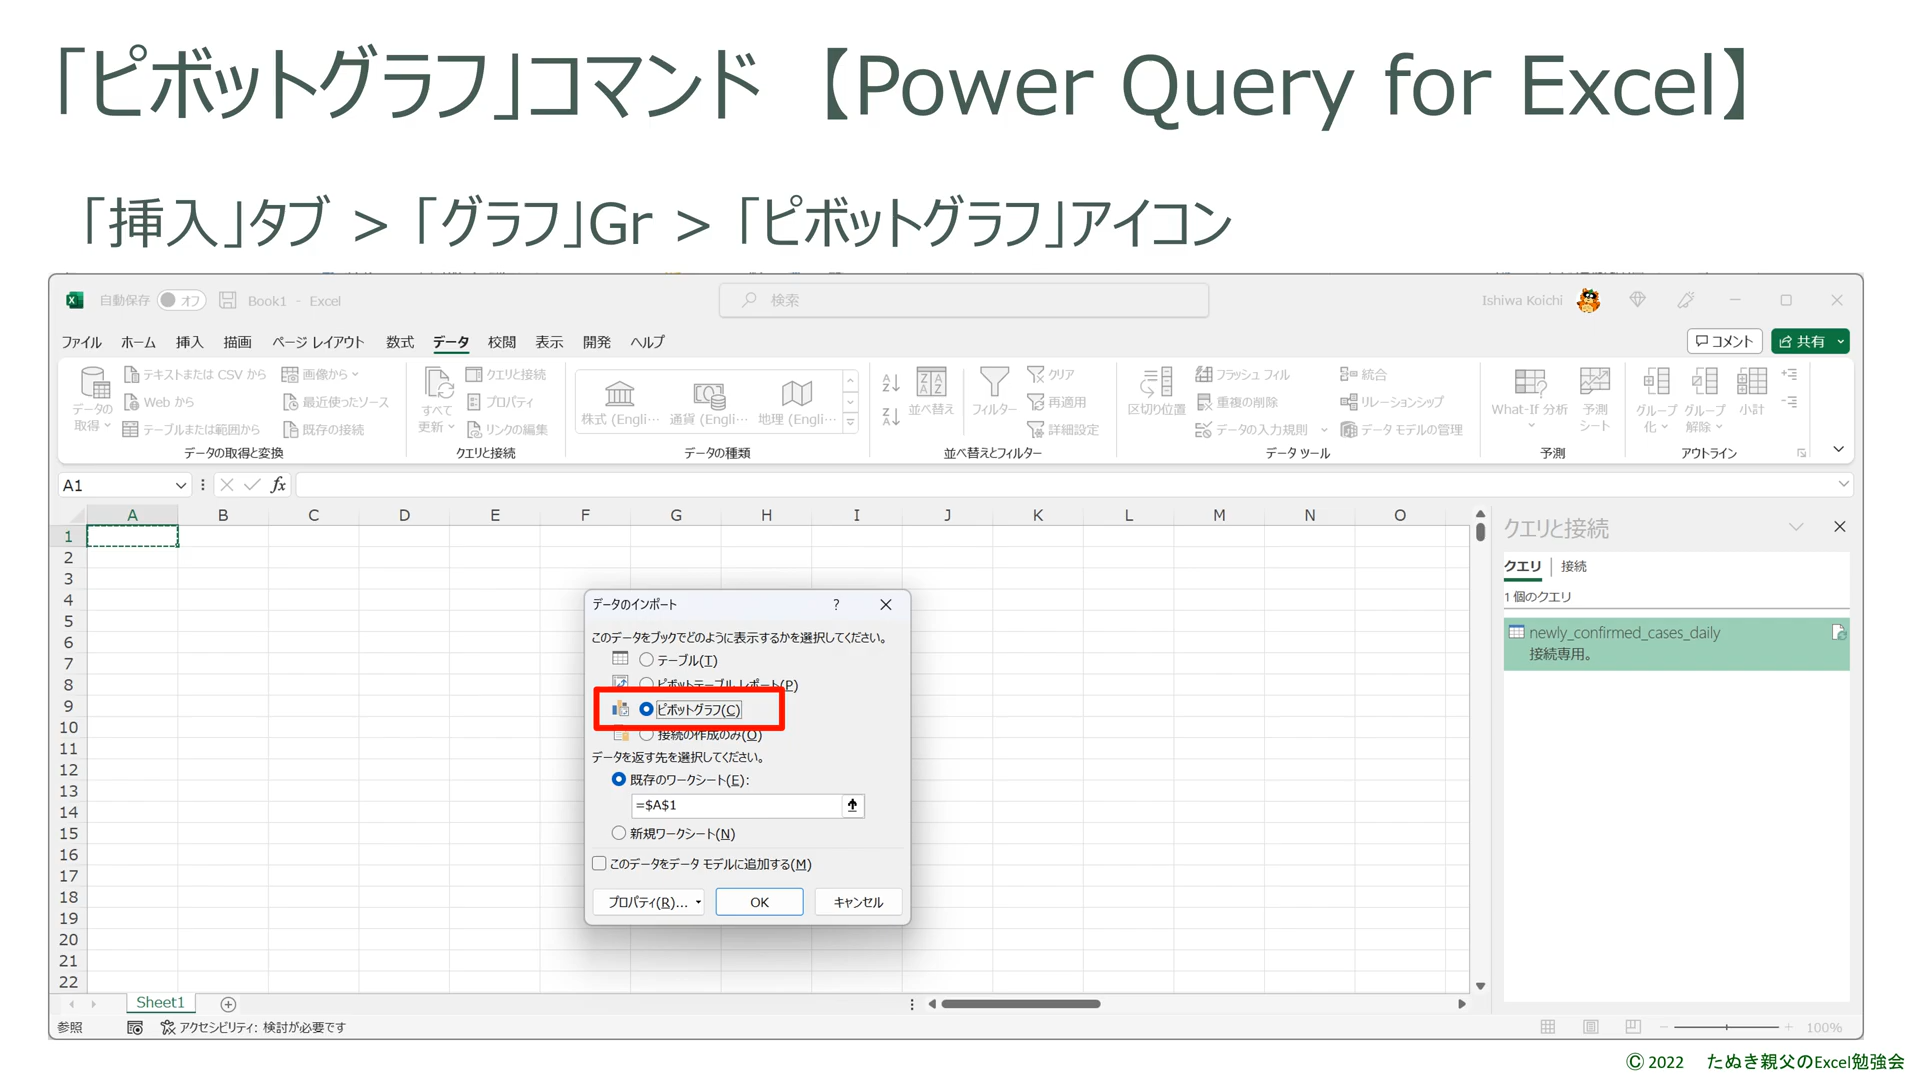 「ピボットグラフ」コマンド 【Power Query for Excel】
「挿入」タブ > 「グラフ」Gr > 「ピボットグラフ」アイコン
自動保存 オフ Book1 - Excel 検索 Ishiwa Koichi
ファイル ホーム 挿入 描画 ページ レイアウト 数式 データ 校閲 表示 開発 ヘルプ コメント 共有
データの取得 テキストまたは CSV から 画像から
Web から 最近使ったソース
テーブルまたは範囲から 既存の接続
データの取得と変換
すべて更新 クエリと接続
プロパティ
リンクの編集
クエリと接続
株式 (Engli… 通貨 (Engli… 地理 (Engli…
データの種類
並べ替え フィルター クリア
再適用
詳細設定
並べ替えとフィルター
区切り位置 フラッシュ フィル 統合
重複の削除 リレーションシップ
データの入力規則 データ モデルの管理
データ ツール
What-If 分析 予測シート
予測
グループ化 グループ解除 小計
アウトライン
A1 fx
A B C D E F G H I J K L M N O
1
2
3
4
5
6
7
8
9
10
11
12
13
14
15
16
17
18
19
20
21
22
データのインポート ?
このデータをブックでどのように表示するかを選択してください。
テーブル(T)
ピボットテーブル レポート(P)
ピボットグラフ(C)
接続の作成のみ(O)
データを返す先を選択してください。
既存のワークシート(E):
=$A$1
新規ワークシート(N)
このデータをデータ モデルに追加する(M)
プロパティ(R)... OK キャンセル
クエリと接続
クエリ | 接続
1 個のクエリ
newly_confirmed_cases_daily
接続専用。
Sheet1
参照 アクセシビリティ: 検討が必要です 100%
© 2022 たぬき親父のExcel勉強会